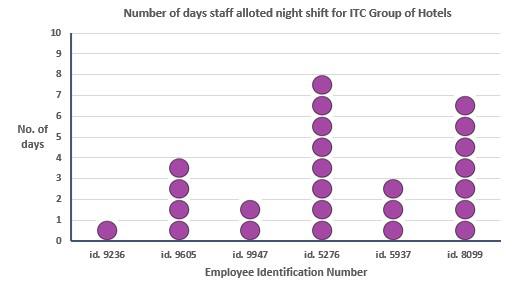 Number of days staff alloted night shift for ITC Group of Hotels
10
9
8
7
6
5
4
3
2
1
0
No. of
days
id. 9236 id. 9605 id. 9947 id. 5276 id. 5937 id. 8099
Employee Identification Number